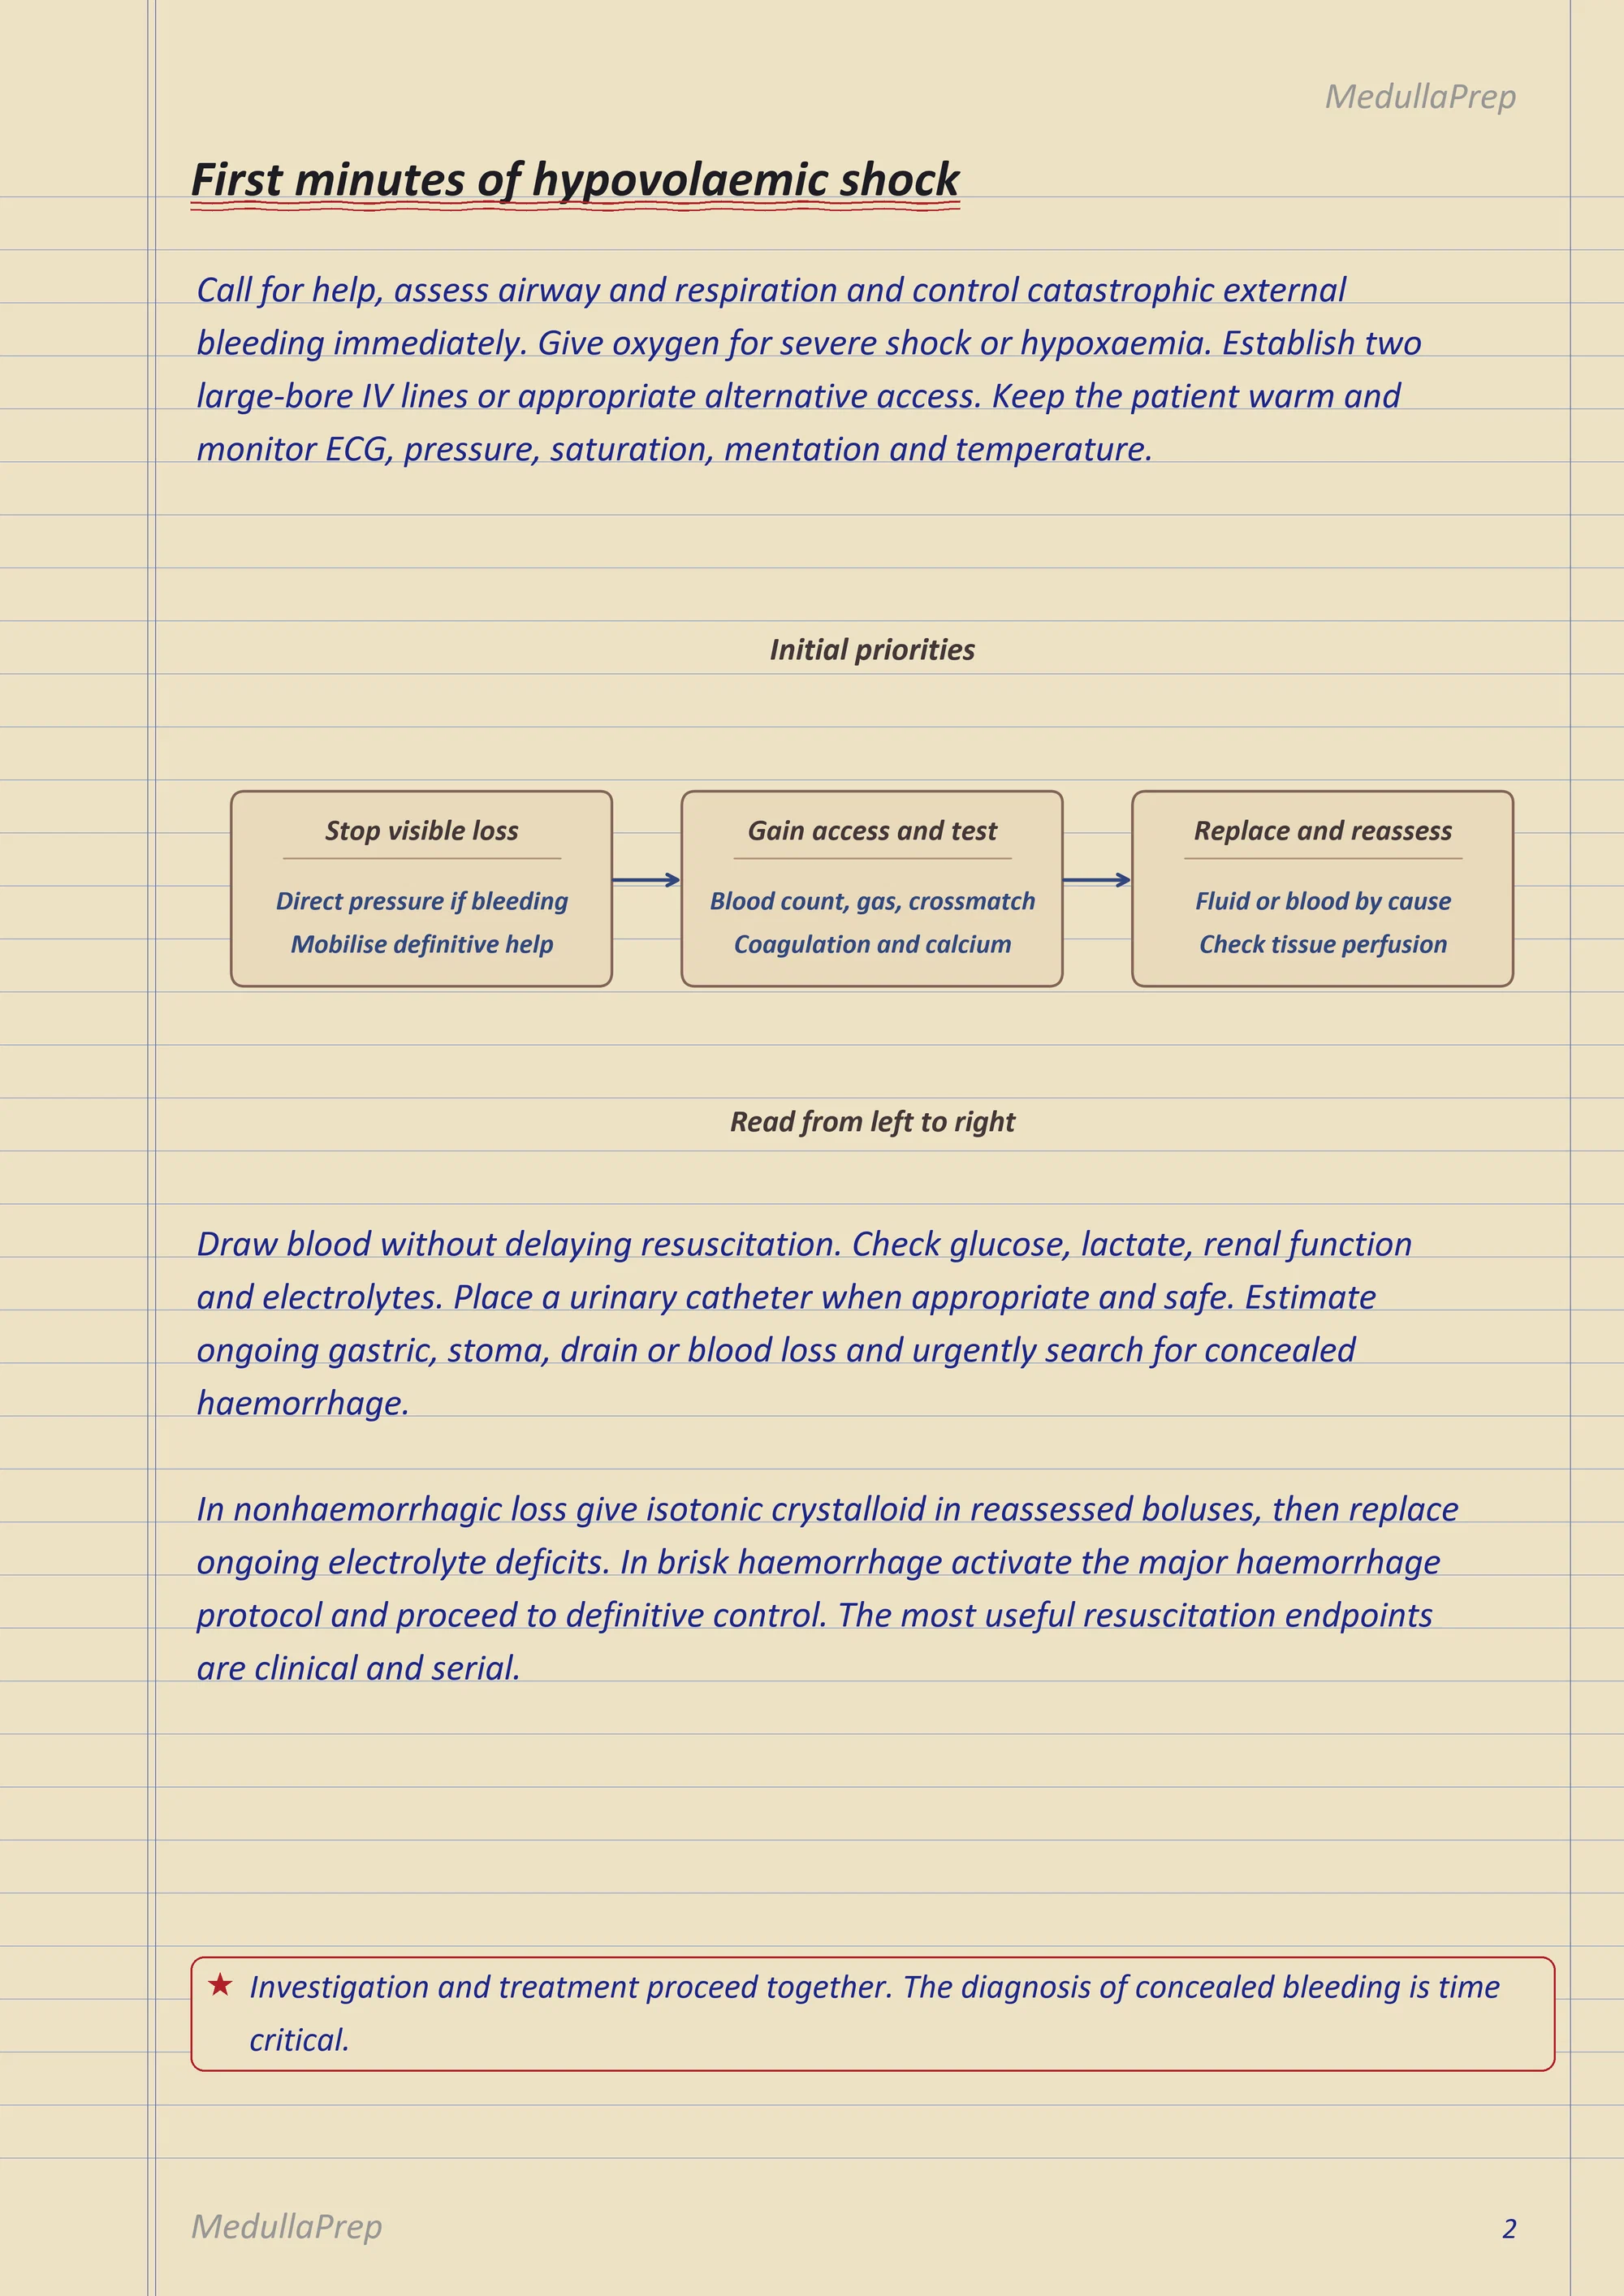 MedullaPrep
First minutes of hypovolaemic shock
Call for help, assess airway and respiration and control catastrophic external
bleeding immediately. Give oxygen for severe shock or hypoxaemia. Establish two
large-bore IV lines or appropriate alternative access. Keep the patient warm and
monitor ECG, pressure, saturation, mentation and temperature.
Initial priorities
Stop visible loss
Direct pressure if bleeding
Mobilise definitive help
Gain access and test
Blood count, gas, crossmatch
Coagulation and calcium
Replace and reassess
Fluid or blood by cause
Check tissue perfusion
Read from left to right
Draw blood without delaying resuscitation. Check glucose, lactate, renal function
and electrolytes. Place a urinary catheter when appropriate and safe. Estimate
ongoing gastric, stoma, drain or blood loss and urgently search for concealed
haemorrhage.
In nonhaemorrhagic loss give isotonic crystalloid in reassessed boluses, then replace
ongoing electrolyte deficits. In brisk haemorrhage activate the major haemorrhage
protocol and proceed to definitive control. The most useful resuscitation endpoints
are clinical and serial.
★ Investigation and treatment proceed together. The diagnosis of concealed bleeding is time
critical.
MedullaPrep
2